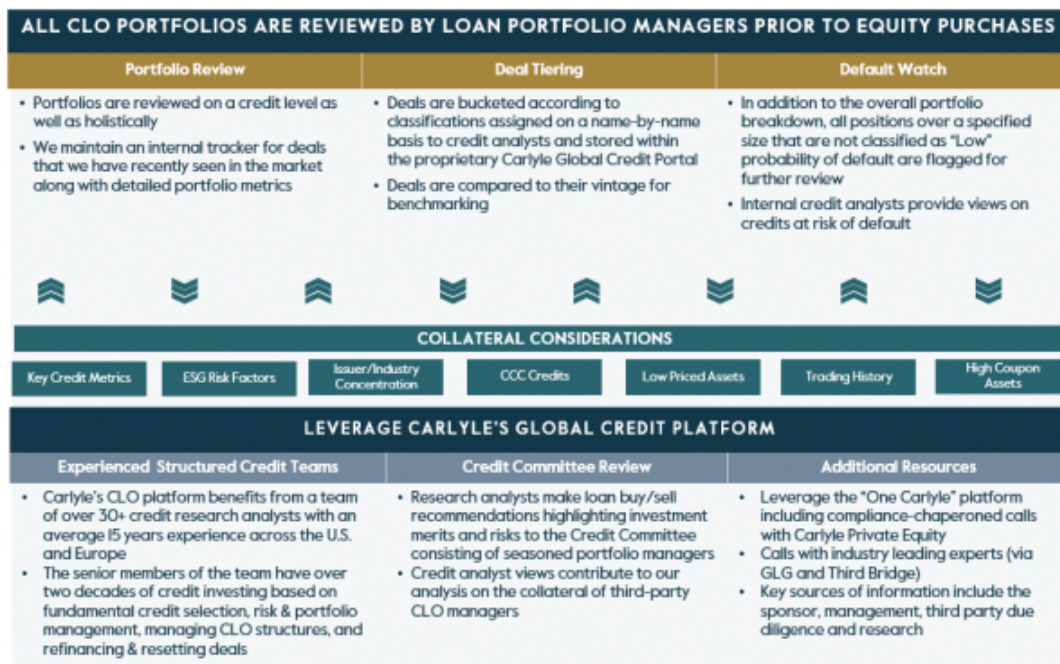 ALL CLO PORTFOLIOS ARE REVIEWED BY LOAN PORTFOLIO MANAGERS PRIOR TO EQUITY PURCHASES
Portfolio Review
• Portfolios are reviewed on a credit level as
well as holistically
• We maintain an internal tracker for deals
that we have recently seen in the market
along with detailed portfolio metrics
Deal Tiering
• Deals are bucketed according to
classifications assigned on a name-by-name
basis to credit analysts and stored within
the proprietary Carlyle Global Credit Portal
• Deals are compared to their vintage for
benchmarking
Default Watch
• In addition to the overall portfolio
breakdown, all positions over a specified
size that are not classified as “Low”
probability of default are flagged for
further review
• Internal credit analysts provide views on
credits at risk of default
COLLATERAL CONSIDERATIONS
Key Credit Metrics
ESG Risk Factors
Issuer/Industry
Concentration
CCC Credits
Low Priced Assets
Trading History
High Coupon
Assets
LEVERAGE CARLYLE'S GLOBAL CREDIT PLATFORM
Experienced Structured Credit Teams
• Carlyle's CLO platform benefits from a team
of over 30+ credit research analysts with an
average 15 years experience across the U.S.
and Europe
• The senior members of the team have over
two decades of credit investing based on
fundamental credit selection, risk & portfolio
management, managing CLO structures, and
refinancing & resetting deals
Credit Committee Review
• Research analysts make loan buy/sell
recommendations highlighting investment
merits and risks to the Credit Committee
consisting of seasoned portfolio managers
• Credit analyst views contribute to our
analysis on the collateral of third-party
CLO managers
Additional Resources
• Leverage the “One Carlyle” platform
including compliance-chaperoned calls
with Carlyle Private Equity
• Calls with industry leading experts (via
GLG and Third Bridge)
• Key sources of information include the
sponsor, management, third party due
diligence and research